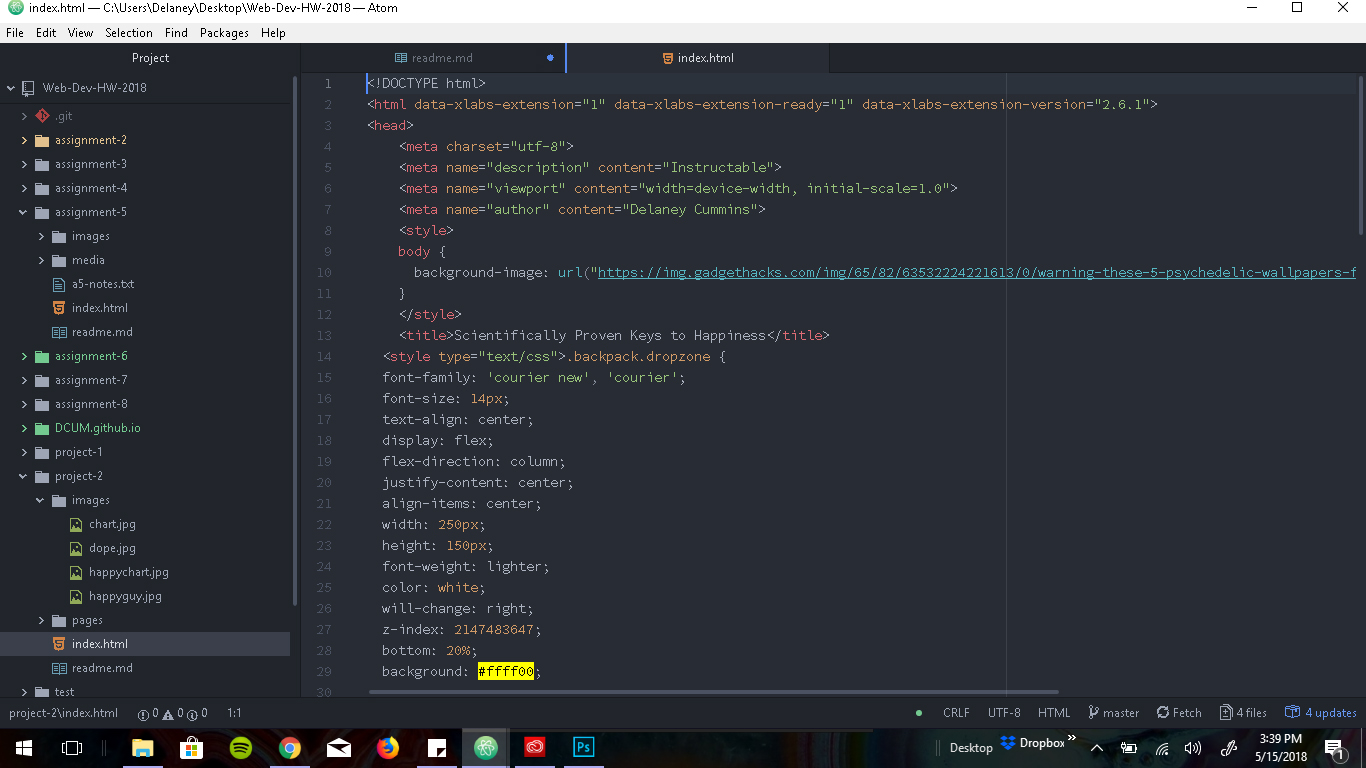 index.html — C:\Users\Delaney\Desktop\Web-Dev-HW-2018 — Atom
File Edit View Selection Find Packages Help
Project
readme.md
index.html
Web-Dev-HW-2018
.git
assignment-2
assignment-3
assignment-4
assignment-5
images
media
a5-notes.txt
index.html
readme.md
assignment-6
assignment-7
assignment-8
DCUM.github.io
project-1
project-2
images
chart.jpg
dope.jpg
happychart.jpg
happyguy.jpg
pages
index.html
readme.md
test
1 <!DOCTYPE html>
2 <html data-xlabs-extension="1" data-xlabs-extension-ready="1" data-xlabs-extension-version="2.6.1">
3 <head>
4 <meta charset="utf-8">
5 <meta name="description" content="Instructable">
6 <meta name="viewport" content="width=device-width, initial-scale=1.0">
7 <meta name="author" content="Delaney Cummins">
8 <style>
9 body {
10 background-image: url("https://img.gadgethacks.com/img/65/82/63532224221613/0/warning-these-5-psychedelic-wallpapers-f
11 }
12 </style>
13 <title>Scientifically Proven Keys to Happiness</title>
14 <style type="text/css">.backpack.dropzone {
15 font-family: 'courier new', 'courier';
16 font-size: 14px;
17 text-align: center;
18 display: flex;
19 flex-direction: column;
20 justify-content: center;
21 align-items: center;
22 width: 250px;
23 height: 150px;
24 font-weight: lighter;
25 color: white;
26 will-change: right;
27 z-index: 2147483647;
28 bottom: 20%;
29 background: #ffff00;
30
project-2\index.html 0 0 0 1:1 CRLF UTF-8 HTML master Fetch 4 files 4 updates
Ps Desktop Dropbox » 3:39 PM
5/15/2018 1